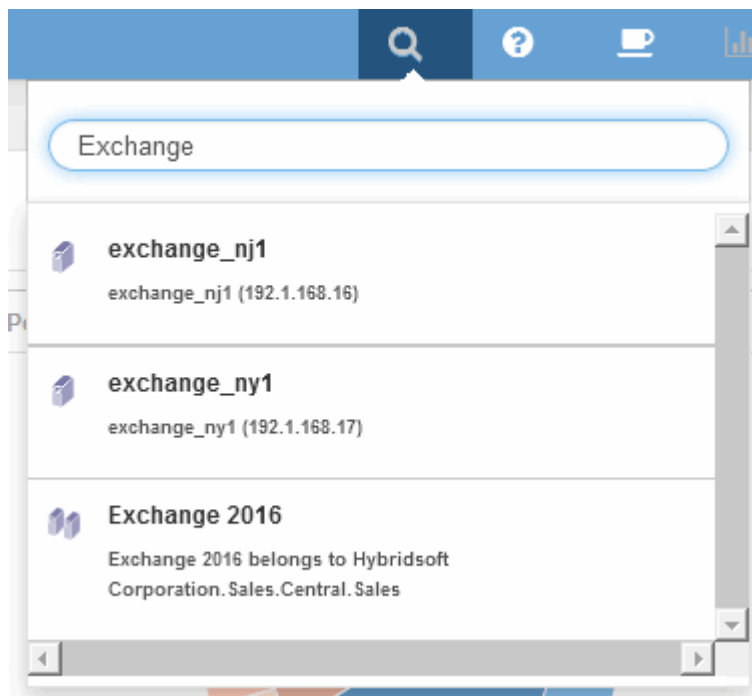 Exchange
exchange_nj1
exchange_nj1 (192.1.168.16)
exchange_ny1
exchange_ny1 (192.1.168.17)
Exchange 2016
Exchange 2016 belongs to Hybridsoft
Corporation.Sales.Central.Sales